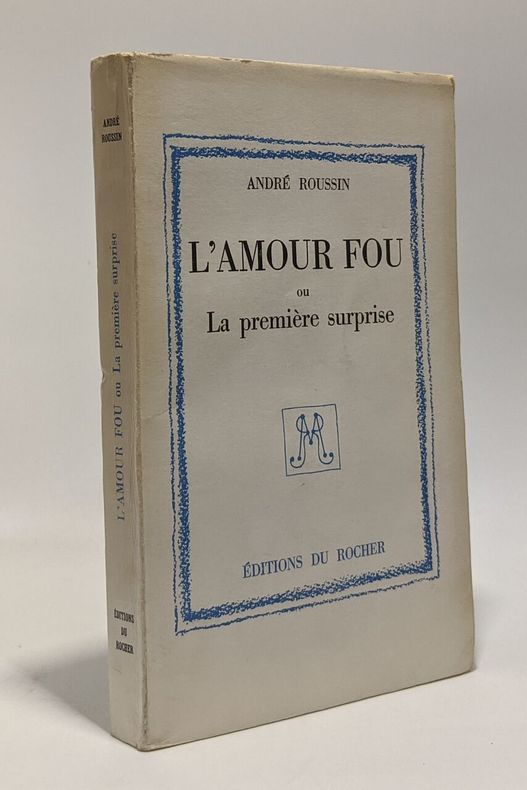 ANDRÉ
ROUSSIN
L'AMOUR FOU ou La première surprise
ÉDITIONS
DU
ROCHER
ANDRÉ ROUSSIN
L'AMOUR FOU
ou
La première surprise
AR
ÉDITIONS DU ROCHER